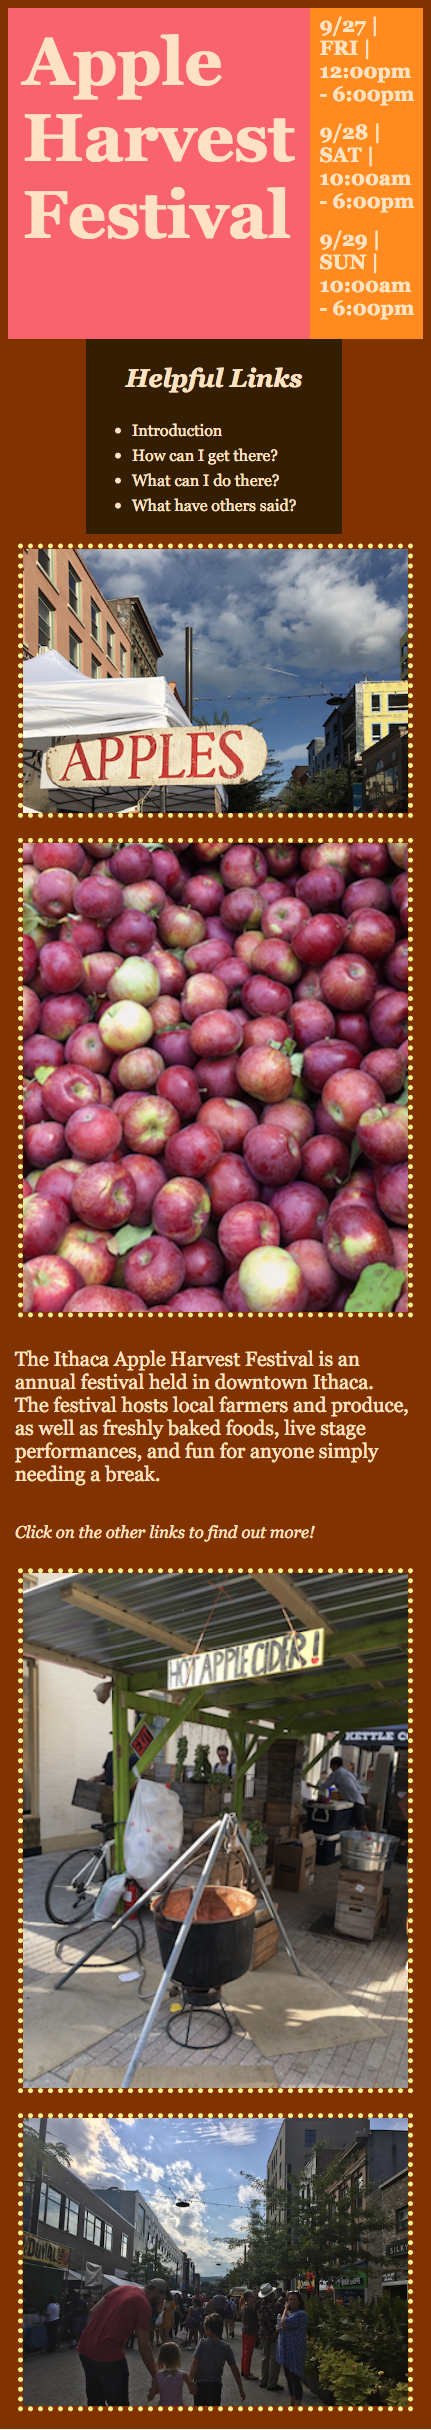 Apple
Harvest
Festival
9/27 |
FRI |
12:00pm
- 6:00pm
9/28 |
SAT |
10:00am
- 6:00pm
9/29 |
SUN |
10:00am
- 6:00pm
Helpful Links
Introduction
How can I get there?
What can I do there?
What have others said?
APPLES
The Ithaca Apple Harvest Festival is an
annual festival held in downtown Ithaca.
The festival hosts local farmers and produce,
as well as freshly baked foods, live stage
performances, and fun for anyone simply
needing a break.
Click on the other links to find out more!
HOT APPLE CIDER!
KETTLE